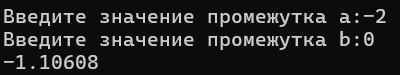 Введите значение промежутка a:-2
Введите значение промежутка b:0
-1.10608